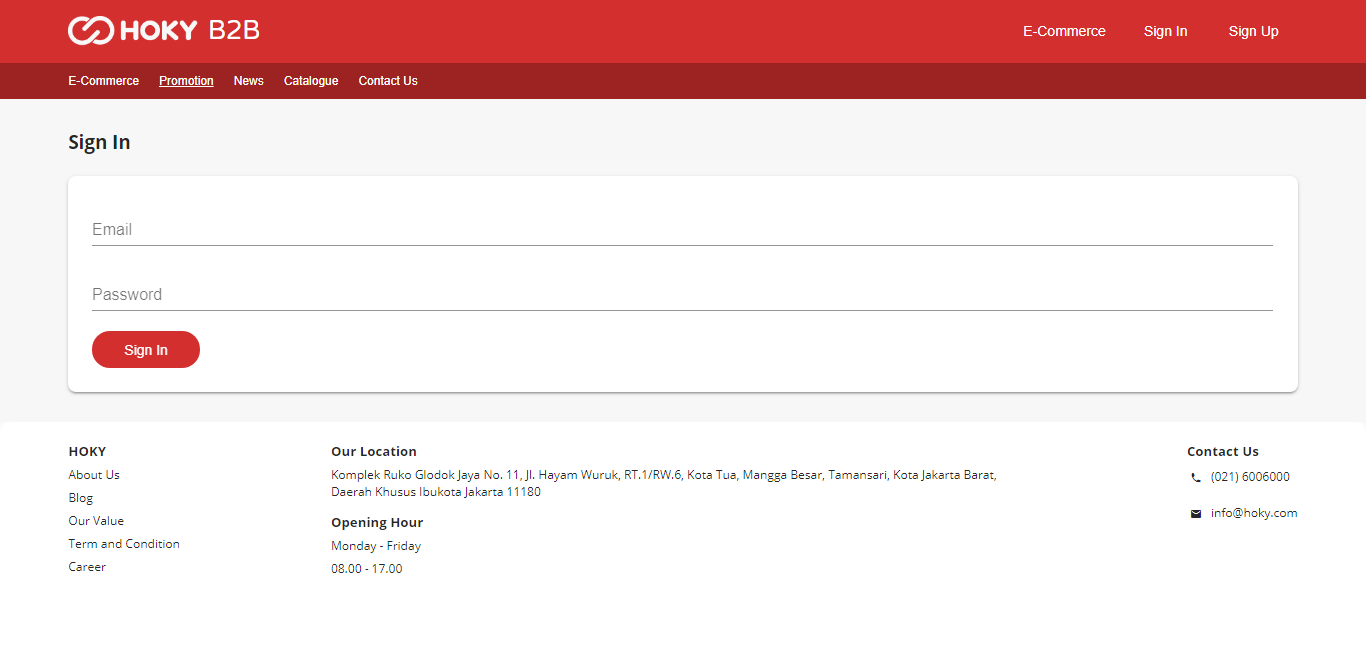 HOKY B2B
E-Commerce Sign In Sign Up
E-Commerce Promotion News Catalogue Contact Us
Sign In
Email
Password
Sign In
HOKY
About Us
Blog
Our Value
Term and Condition
Career
Our Location
Komplek Ruko Glodok Jaya No. 11, Jl. Hayam Wuruk, RT.1/RW.6, Kota Tua, Mangga Besar, Tamansari, Kota Jakarta Barat,
Daerah Khusus Ibukota Jakarta 11180
Opening Hour
Monday - Friday
08.00 - 17.00
Contact Us
(021) 6006000
info@hoky.com